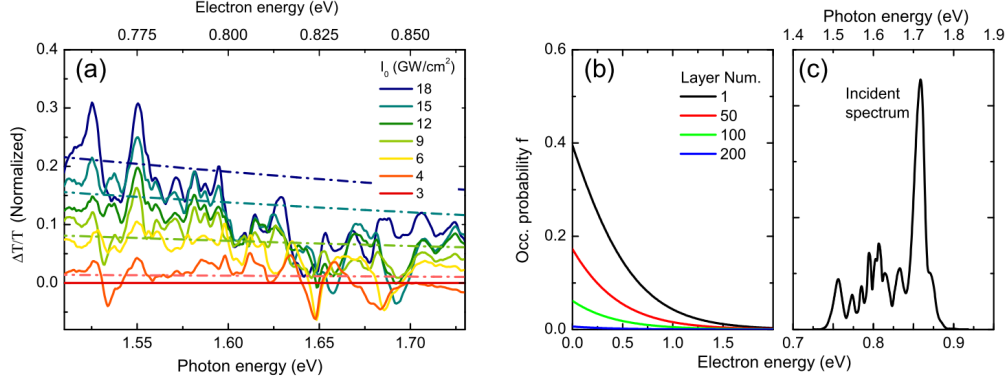 Electron energy (eV)
0.775 0.800 0.825 0.850
(a)
I0 (GW/cm2)
18
15
12
9
6
4
3
0.4
0.3
0.2
0.1
0.0
ΔT/T (Normalized)
1.55 1.60 1.65 1.70
Photon energy (eV)
(b)
Layer Num.
1
50
100
200
0.6
0.4
0.2
0.0
Occ. probability f
0.0 0.5 1.0 1.5
Photon energy (eV)
1.4 1.5 1.6 1.7 1.8 1.9
(c)
Incident
spectrum
0.7 0.8 0.9
Electron energy (eV)